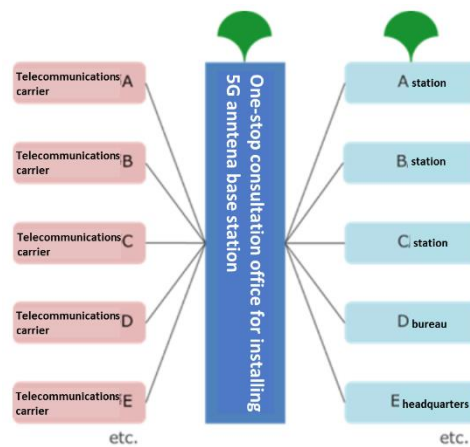 Telecommunications
carrier
A
Telecommunications
carrier
B
Telecommunications
carrier
C
Telecommunications
carrier
D
Telecommunications
carrier
E
etc.
One-stop consultation office for installing
5G anntena base station
A station
B station
C station
D bureau
E headquarters
etc.